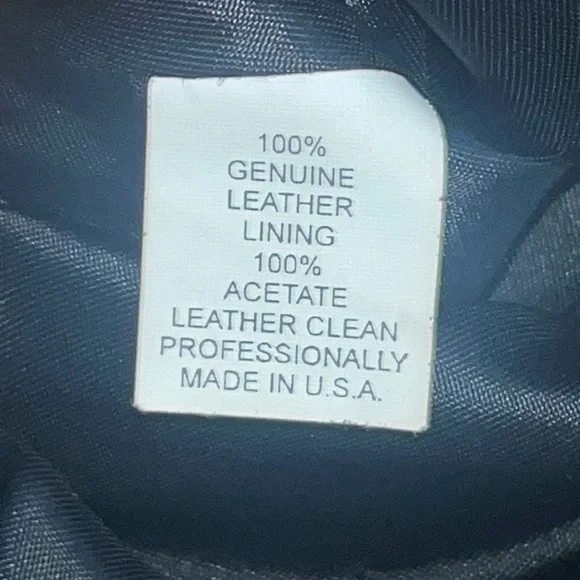 100%
GENUINE
LEATHER
LINING
100%
ACETATE
LEATHER CLEAN
PROFESSIONALLY
MADE IN U.S.A.